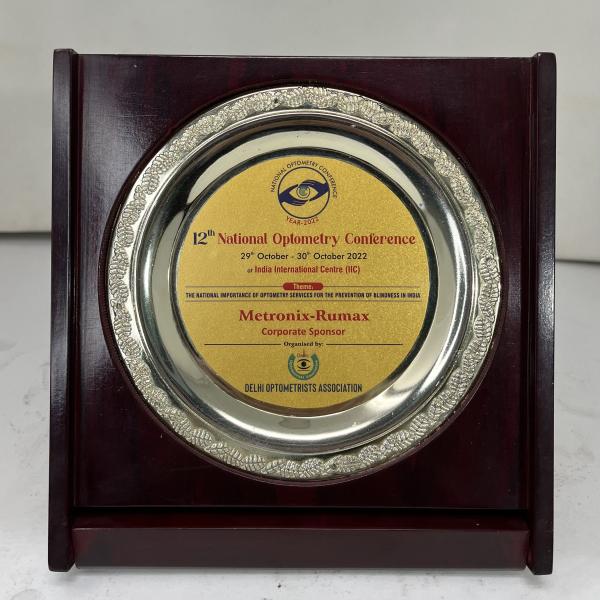 NATIONAL OPTOMETRY CONFERENCE
YEAR-2022
12th National Optometry Conference
29th October - 30th October 2022
at India International Centre (IIC)
Theme:
THE NATIONAL IMPORTANCE OF OPTOMETRY SERVICES FOR THE PREVENTION OF BLINDNESS IN INDIA
Metronix-Rumax
Corporate Sponsor
Organised by:
DELHI OPTOMETRISTS ASSOCIATION